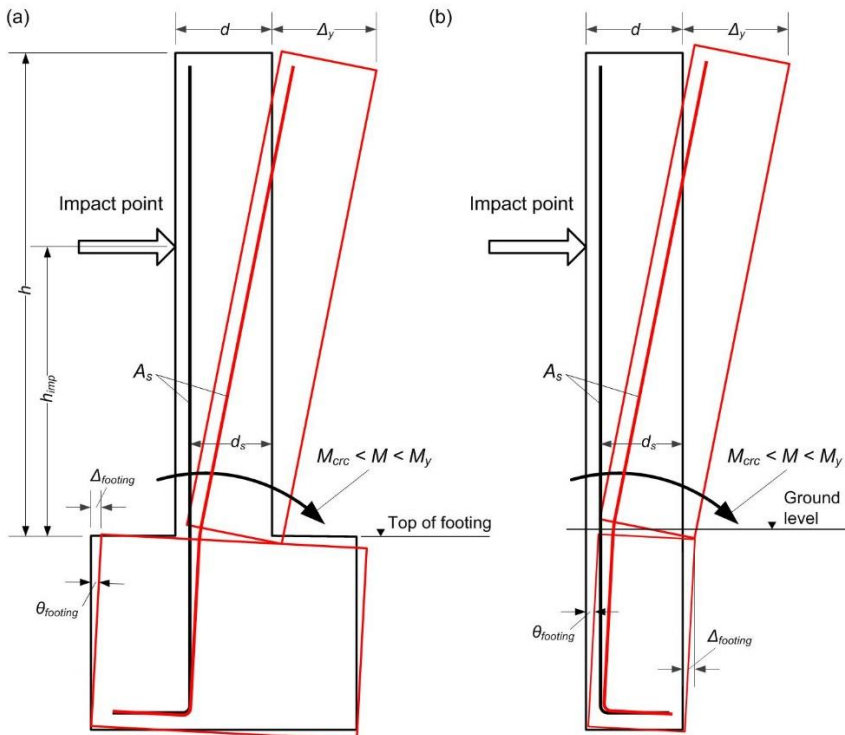 (a)
d
Δy
Impact point
h
himp
As
ds
Mcrc < M < My
Δfooting
Top of footing
θfooting
(b)
d
Δy
Impact point
As
ds
Mcrc < M < My
Ground
level
θfooting
Δfooting